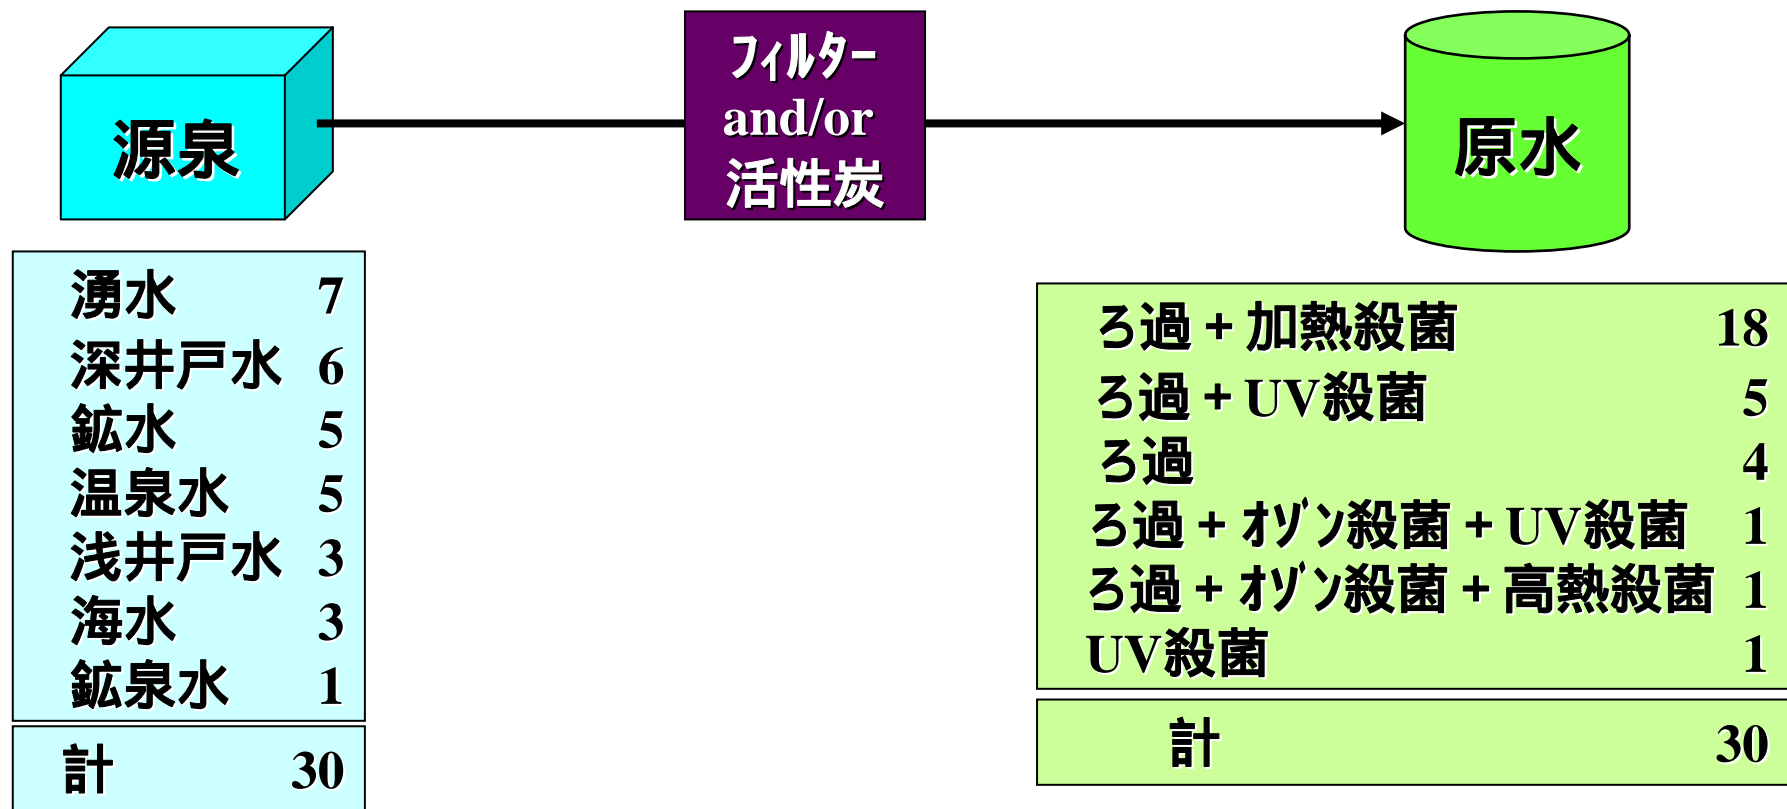 源泉
フィルター
and/or
活性炭
原水
湧水 7
深井戸水 6
鉱水 5
温泉水 5
浅井戸水 3
海水 3
鉱泉水 1
計 30
ろ過+加熱殺菌 18
ろ過+UV殺菌 5
ろ過 4
ろ過+オゾン殺菌+UV殺菌 1
ろ過+オゾン殺菌+高熱殺菌 1
UV殺菌 1
計 30